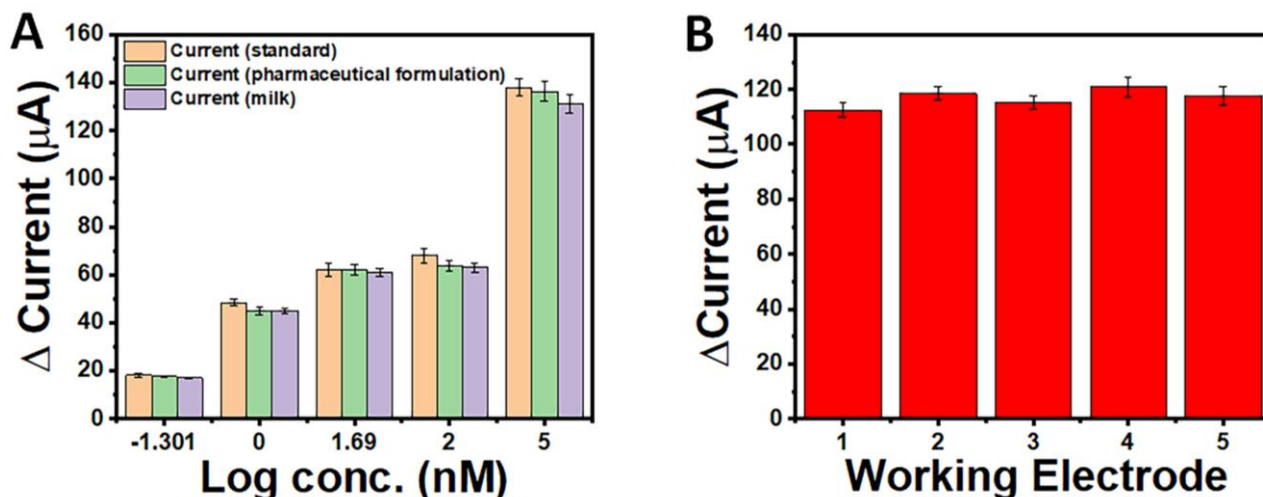 A
Δ Current (μA)
160
140
120
100
80
60
40
20
0
Current (standard)
Current (pharmaceutical formulation)
Current (milk)
-1.301 0 1.69 2 5
Log conc. (nM)
B
ΔCurrent (μA)
140
120
100
80
60
40
20
0
1 2 3 4 5
Working Electrode